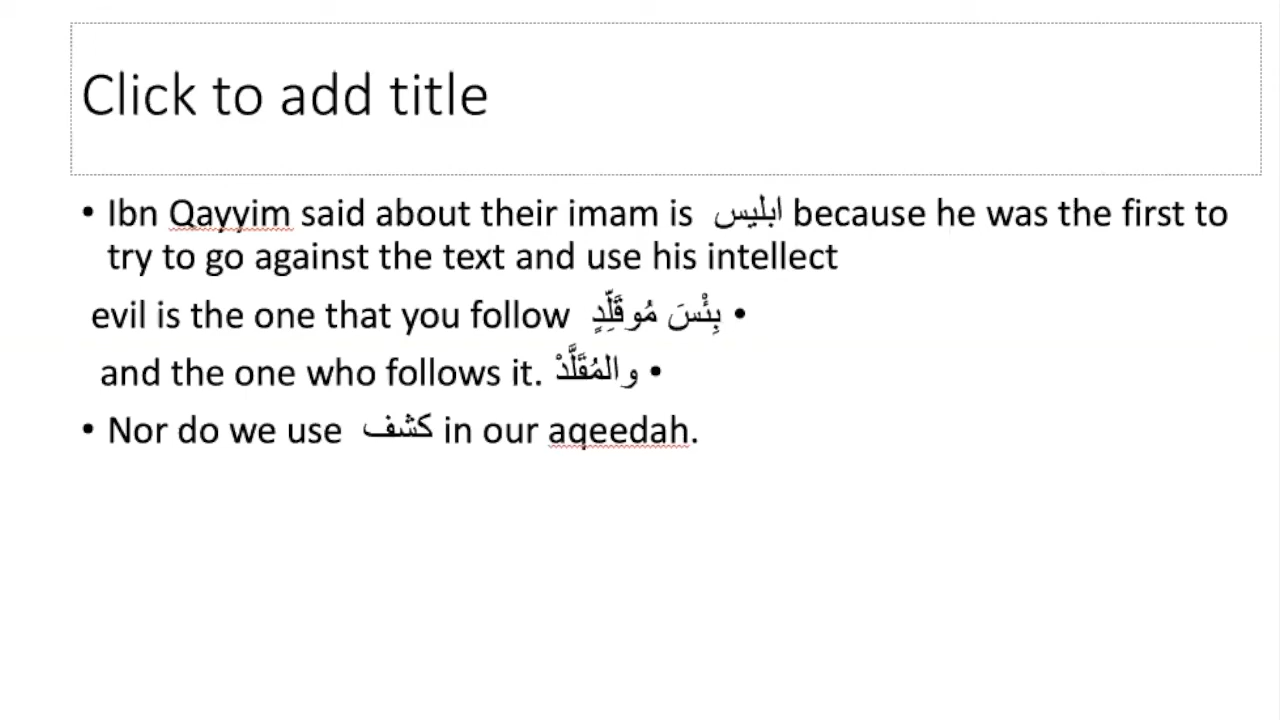 Click to add title
• Ibn Qayyim said about their imam is ابليس because he was the first to
try to go against the text and use his intellect
• بِئْسَ مُوقَلِّدٍ evil is the one that you follow
• والمُقَلَّدْ and the one who follows it.
• Nor do we use كشف in our aqeedah.